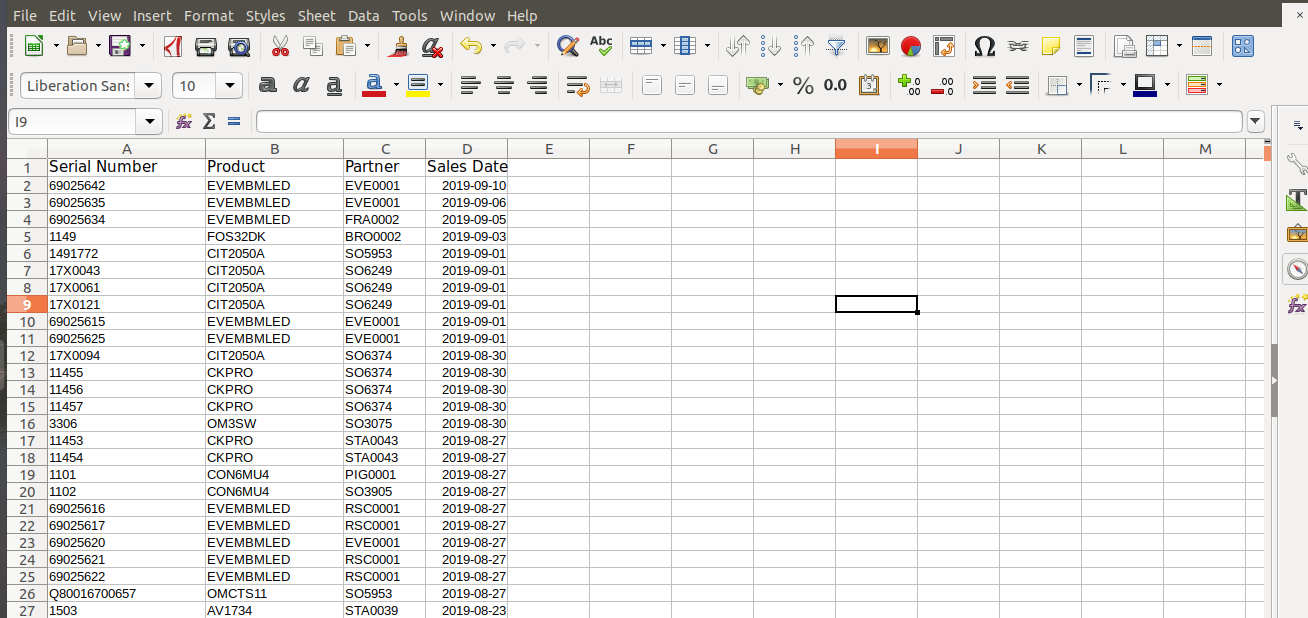 File Edit View Insert Format Styles Sheet Data Tools Window Help
Liberation Sans 10
I9
A B C D E F G H I J K L M
1 Serial Number Product Partner Sales Date
2 69025642 EVEMBMLED EVE0001 2019-09-10
3 69025635 EVEMBMLED EVE0001 2019-09-06
4 69025634 EVEMBMLED FRA0002 2019-09-05
5 1149 FOS32DK BRO0002 2019-09-03
6 1491772 CIT2050A SO5953 2019-09-01
7 17X0043 CIT2050A SO6249 2019-09-01
8 17X0061 CIT2050A SO6249 2019-09-01
9 17X0121 CIT2050A SO6249 2019-09-01
10 69025615 EVEMBMLED EVE0001 2019-09-01
11 69025625 EVEMBMLED EVE0001 2019-09-01
12 17X0094 CIT2050A SO6374 2019-08-30
13 11455 CKPRO SO6374 2019-08-30
14 11456 CKPRO SO6374 2019-08-30
15 11457 CKPRO SO6374 2019-08-30
16 3306 OM3SW SO3075 2019-08-30
17 11453 CKPRO STA0043 2019-08-27
18 11454 CKPRO STA0043 2019-08-27
19 1101 CON6MU4 PIG0001 2019-08-27
20 1102 CON6MU4 SO3905 2019-08-27
21 69025616 EVEMBMLED RSC0001 2019-08-27
22 69025617 EVEMBMLED RSC0001 2019-08-27
23 69025620 EVEMBMLED EVE0001 2019-08-27
24 69025621 EVEMBMLED RSC0001 2019-08-27
25 69025622 EVEMBMLED RSC0001 2019-08-27
26 Q80016700657 OMCTS11 SO5953 2019-08-27
27 1503 AV1734 STA0039 2019-08-23